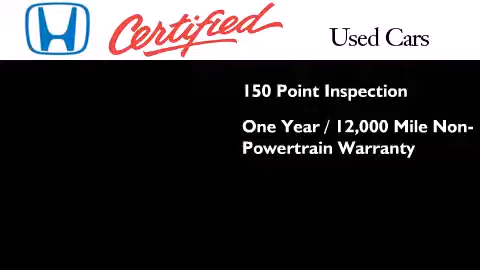 Certified Used Cars
150 Point Inspection
One Year / 12,000 Mile Non-
Powertrain Warranty